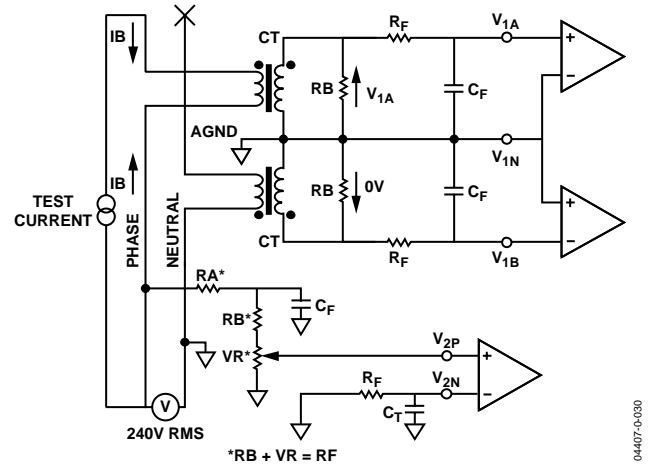 IB
CT
RF
V1A
+
−
RB
V1A
CF
AGND
V1N
IB
TEST
CURRENT
PHASE
NEUTRAL
RB
0V
CF
+
−
CT
RF
V1B
RA*
CF
RB*
VR*
V2P
+
RF
V2N
−
CT
V
240V RMS
*RB + VR = RF
04407-0-030